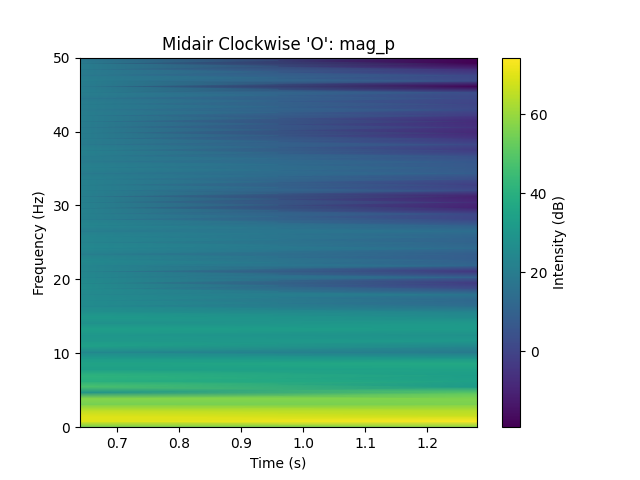 Midair Clockwise 'O': mag_p
50
40
30
20
10
0
Frequency (Hz)
0.7 0.8 0.9 1.0 1.1 1.2
Time (s)
60
40
20
0
Intensity (dB)